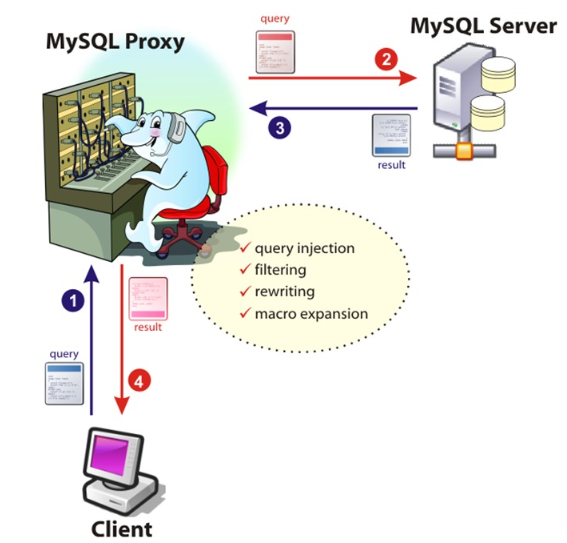 query
MySQL Proxy
MySQL Server
2
3
result
query injection
filtering
rewriting
macro expansion
1
result
query
4
Client